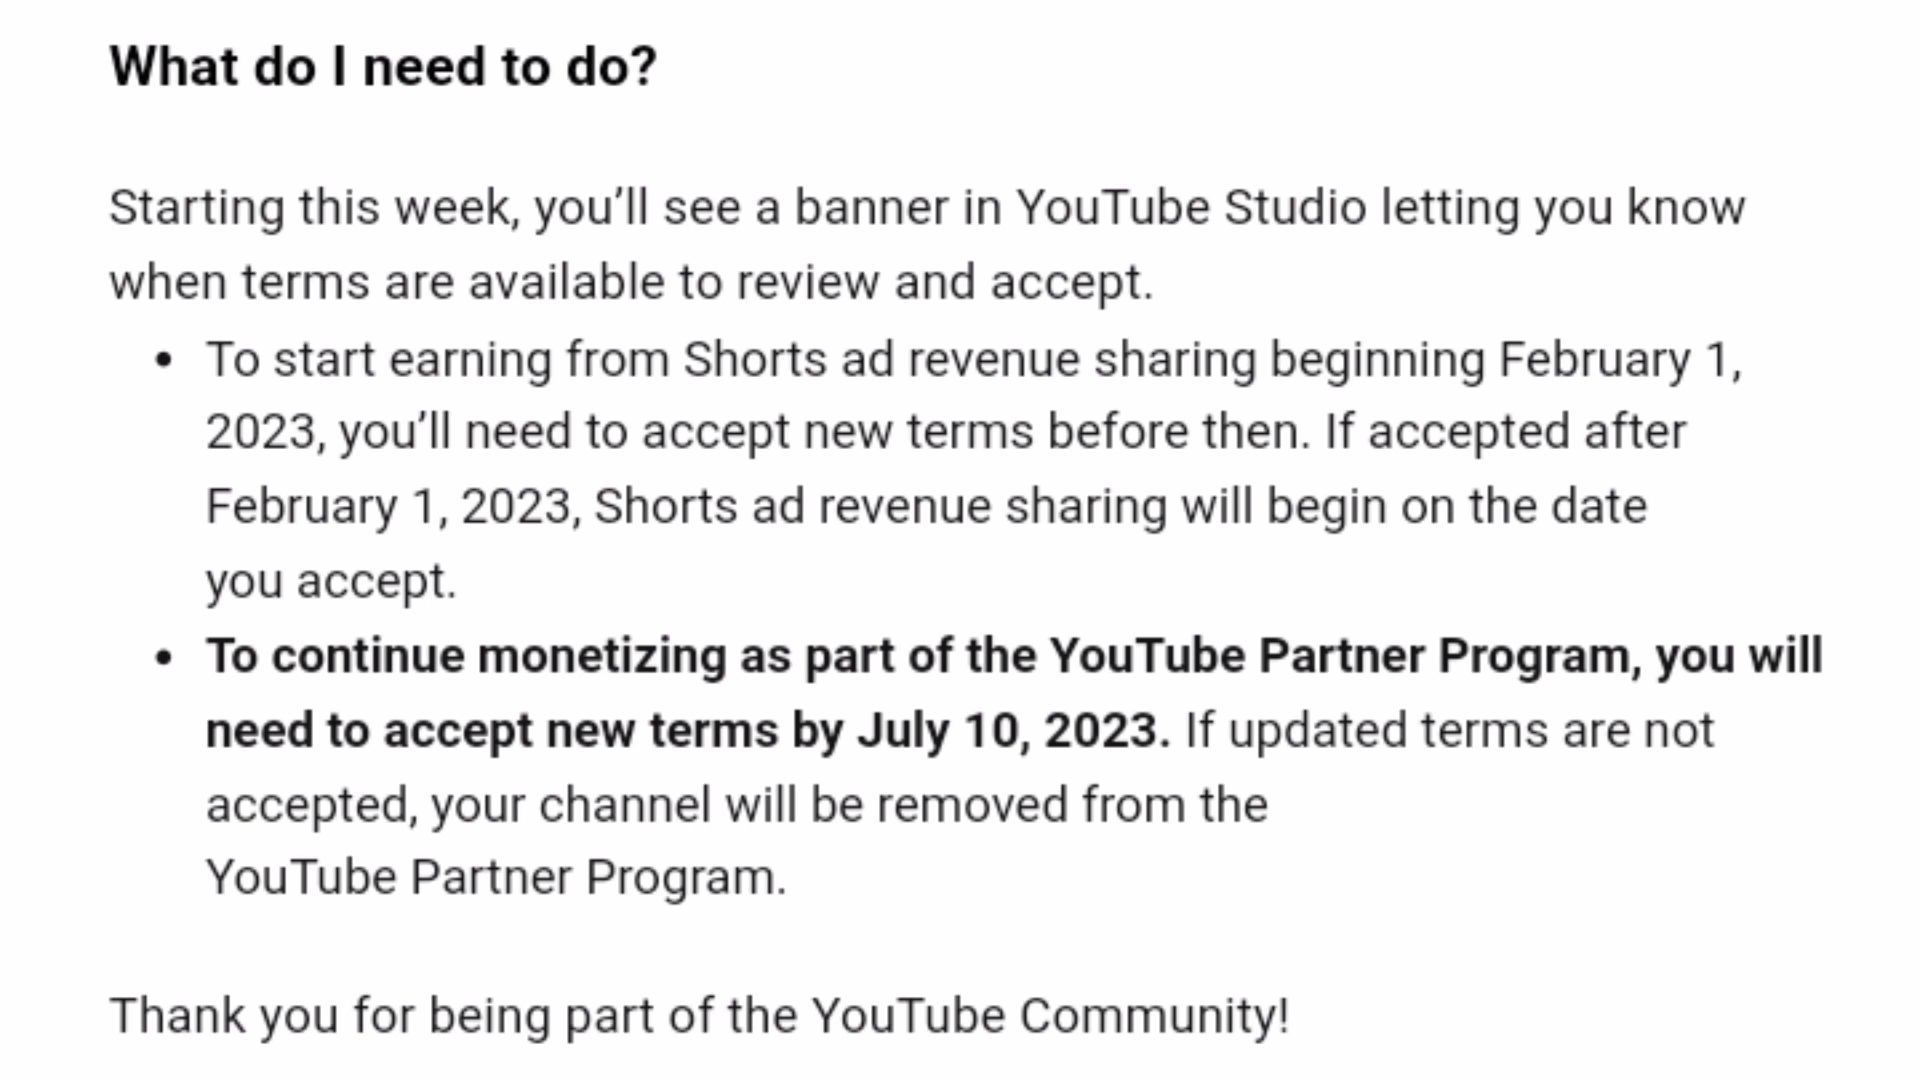 What do I need to do?
Starting this week, you’ll see a banner in YouTube Studio letting you know
when terms are available to review and accept.
• To start earning from Shorts ad revenue sharing beginning February 1,
2023, you’ll need to accept new terms before then. If accepted after
February 1, 2023, Shorts ad revenue sharing will begin on the date
you accept.
• To continue monetizing as part of the YouTube Partner Program, you will
need to accept new terms by July 10, 2023. If updated terms are not
accepted, your channel will be removed from the
YouTube Partner Program.
Thank you for being part of the YouTube Community!